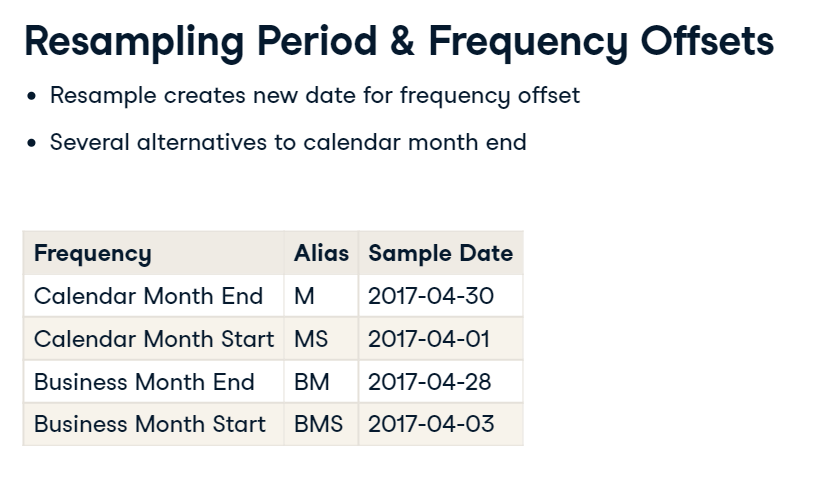 Resampling Period & Frequency Offsets
• Resample creates new date for frequency offset
• Several alternatives to calendar month end
Frequency Alias Sample Date
Calendar Month End M 2017-04-30
Calendar Month Start MS 2017-04-01
Business Month End BM 2017-04-28
Business Month Start BMS 2017-04-03